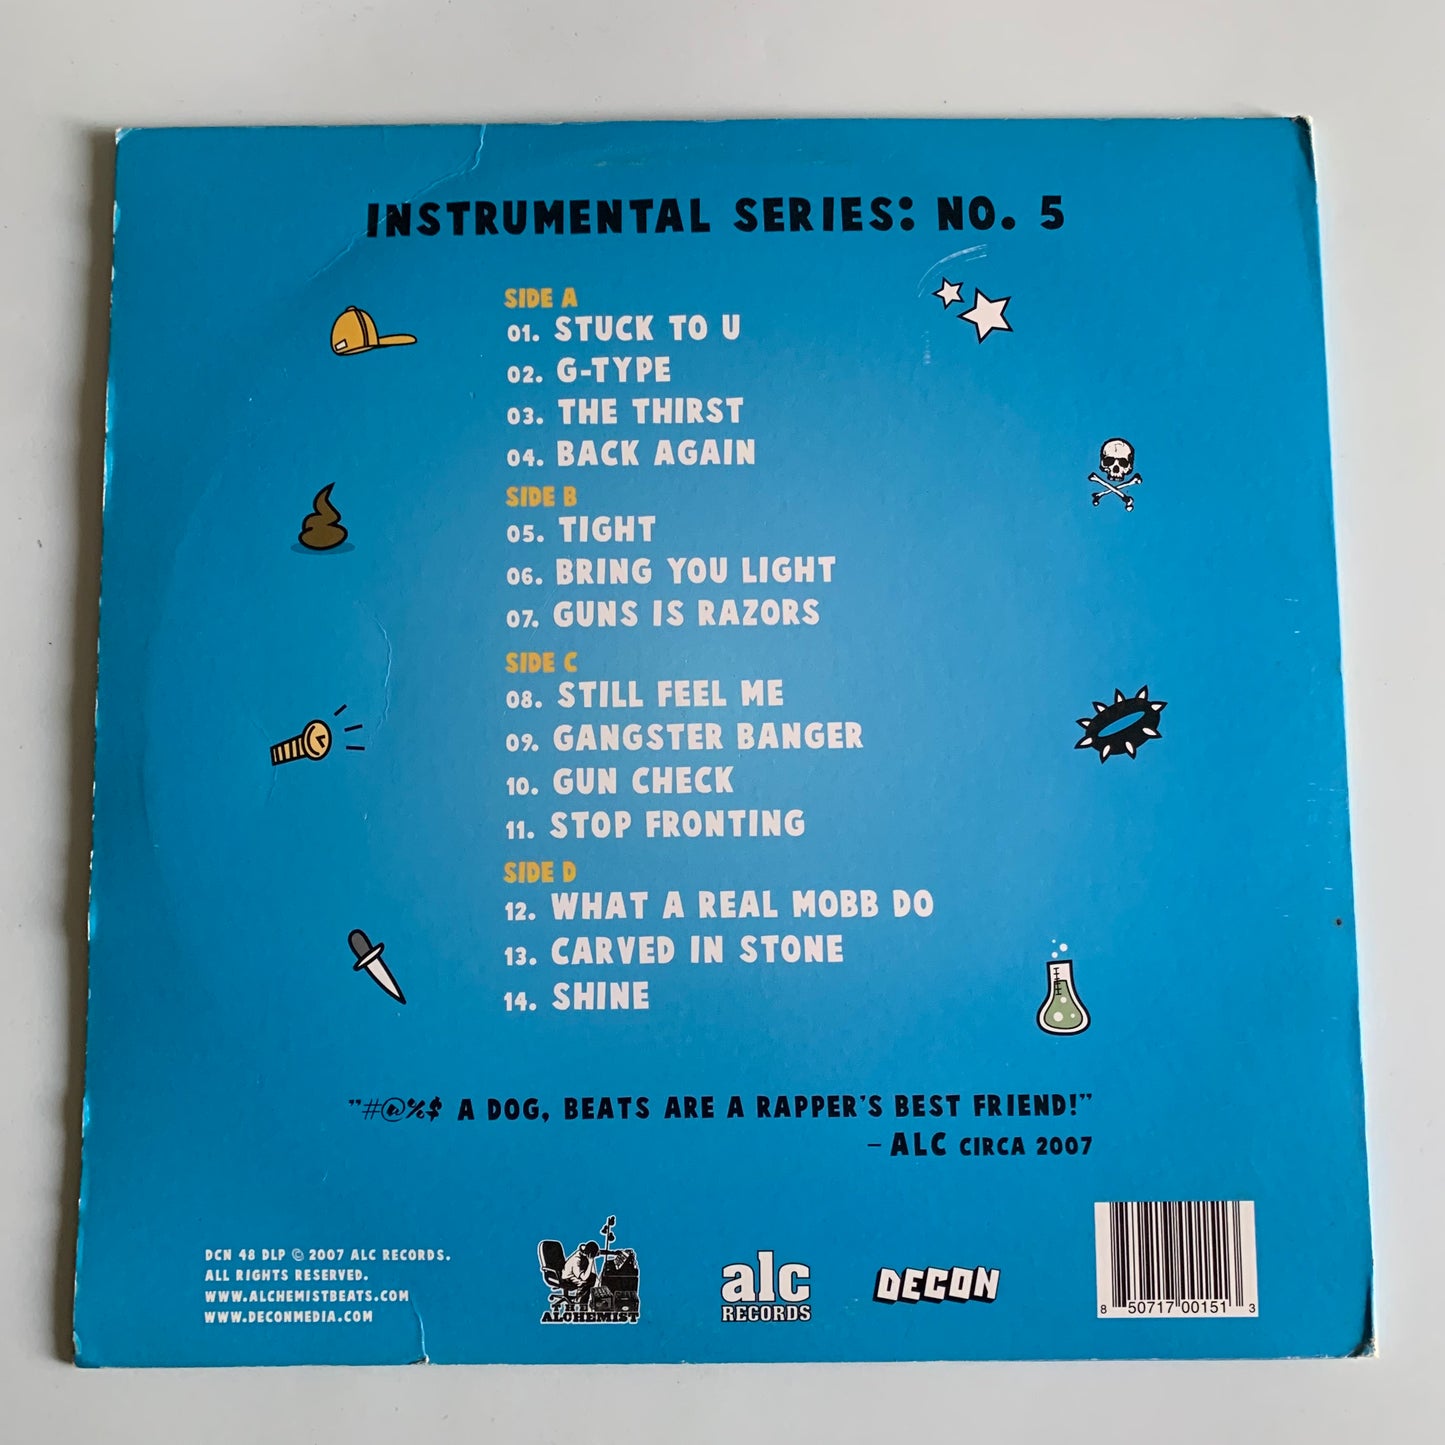 INSTRUMENTAL SERIES: NO. 5
SIDE A
01. STUCK TO U
02. G-TYPE
03. THE THIRST
04. BACK AGAIN
SIDE B
05. TIGHT
06. BRING YOU LIGHT
07. GUNS IS RAZORS
SIDE C
08. STILL FEEL ME
09. GANGSTER BANGER
10. GUN CHECK
11. STOP FRONTING
SIDE D
12. WHAT A REAL MOBB DO
13. CARVED IN STONE
14. SHINE
"#@%$ A DOG, BEATS ARE A RAPPER'S BEST FRIEND!"
– ALC CIRCA 2007
DCN 48 DLP © 2007 ALC RECORDS.
ALL RIGHTS RESERVED.
WWW.ALCHEMISTBEATS.COM
WWW.DECONMEDIA.COM
THE
ALCHEMIST
alc
RECORDS
DECON
8 50717 00151 3